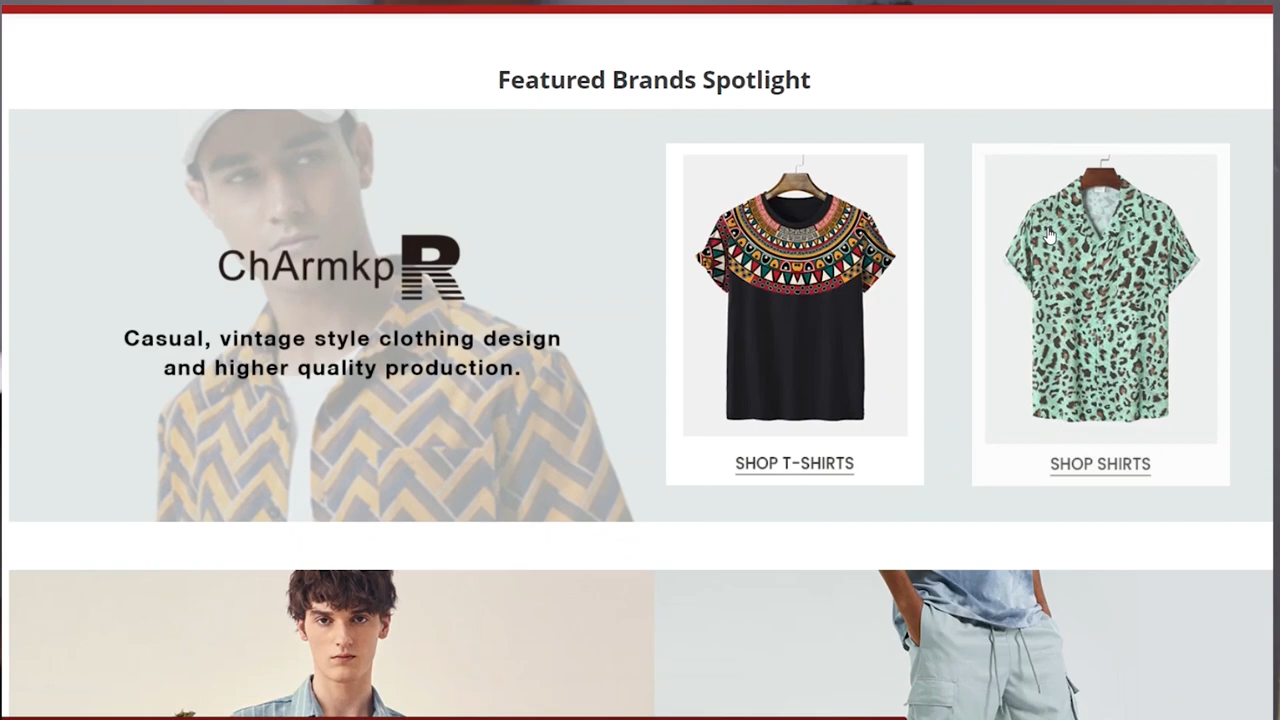 Featured Brands Spotlight
ChArmkpR
Casual, vintage style clothing design
and higher quality production.
SHOP T-SHIRTS
SHOP SHIRTS